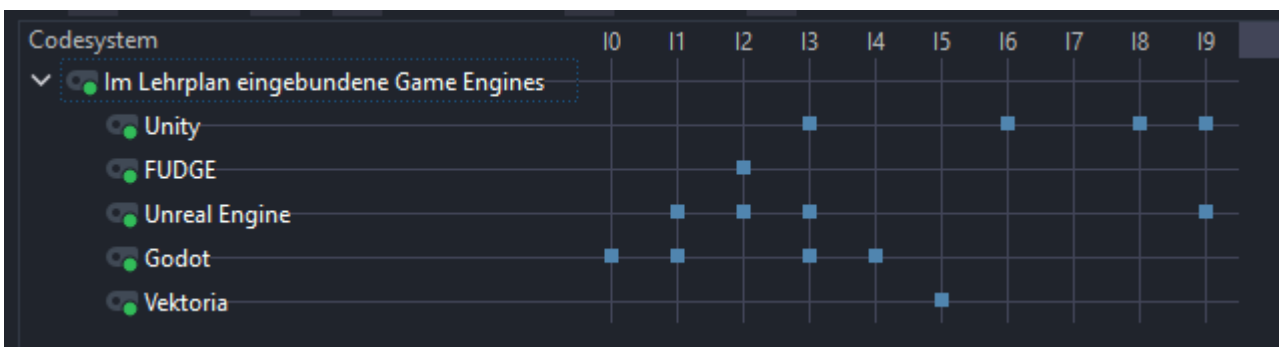 Codesystem I0 I1 I2 I3 I4 I5 I6 I7 I8 I9
Im Lehrplan eingebundene Game Engines
Unity
FUDGE
Unreal Engine
Godot
Vektoria